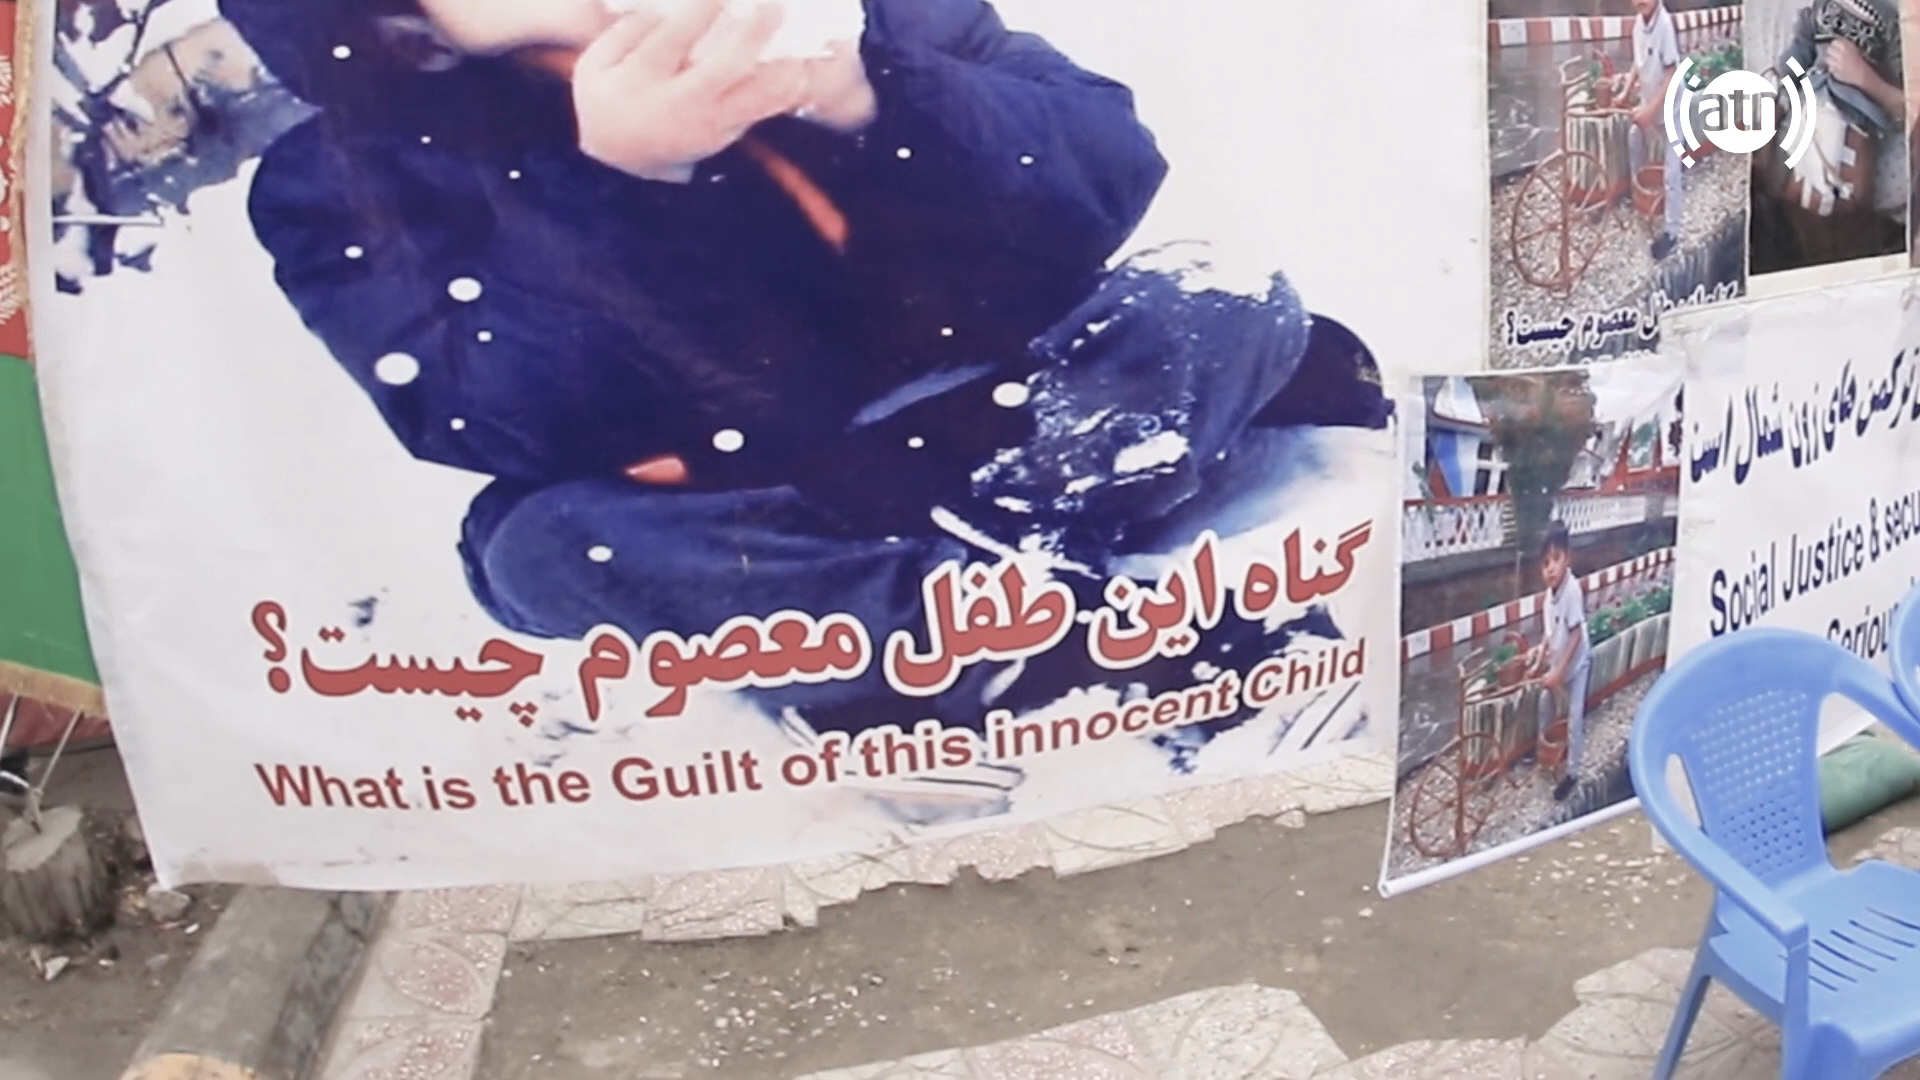 atn
گناه این طفل معصوم چیست؟
What is the Guilt of this innocent Child
طفل معصوم چیست؟
ترکمن های زون شمال است
Social Justice & secu
Seriou